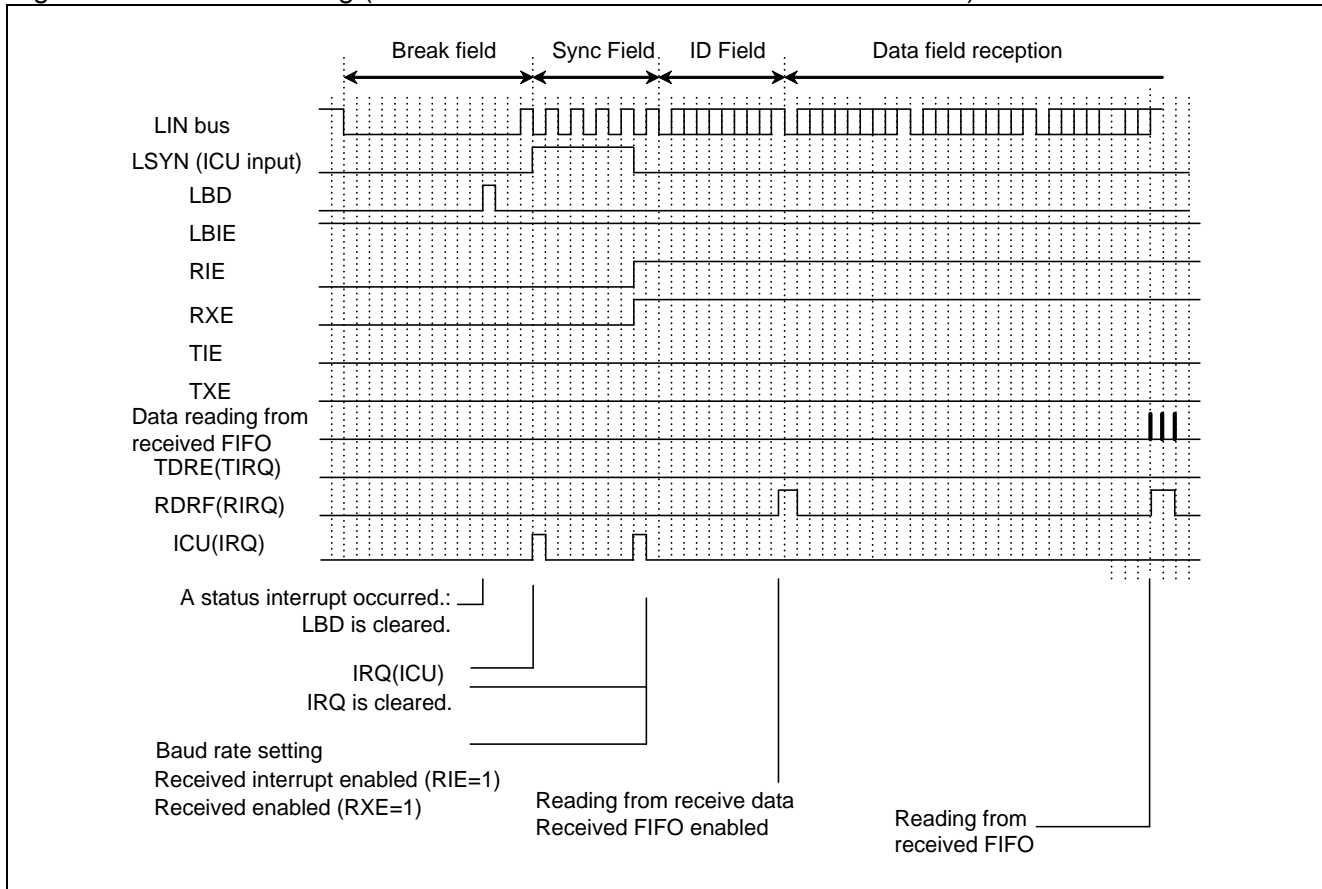 Break field Sync Field ID Field Data field reception
LIN bus
LSYN (ICU input)
LBD
LBIE
RIE
RXE
TIE
TXE
Data reading from
received FIFO
TDRE(TIRQ)
RDRF(RIRQ)
ICU(IRQ)
A status interrupt occurred.:
LBD is cleared.
IRQ(ICU)
IRQ is cleared.
Baud rate setting
Received interrupt enabled (RIE=1)
Received enabled (RXE=1)
Reading from receive data
Received FIFO enabled
Reading from
received FIFO